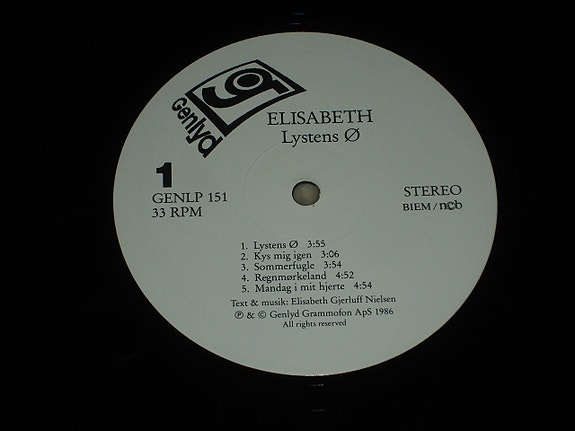 Genlyd
ELISABETH
Lystens Ø
1
GENLP 151
33 RPM
STEREO
BIEM/ncb
1. Lystens Ø 3:55
2. Kys mig igen 3:06
3. Sommerfugle 3:54
4. Regnmørkeland 4:52
5. Mandag i mit hjerte 4:54
Text & musik: Elisabeth Gjerluff Nielsen
℗ & © Genlyd Grammofon ApS 1986
All rights reserved